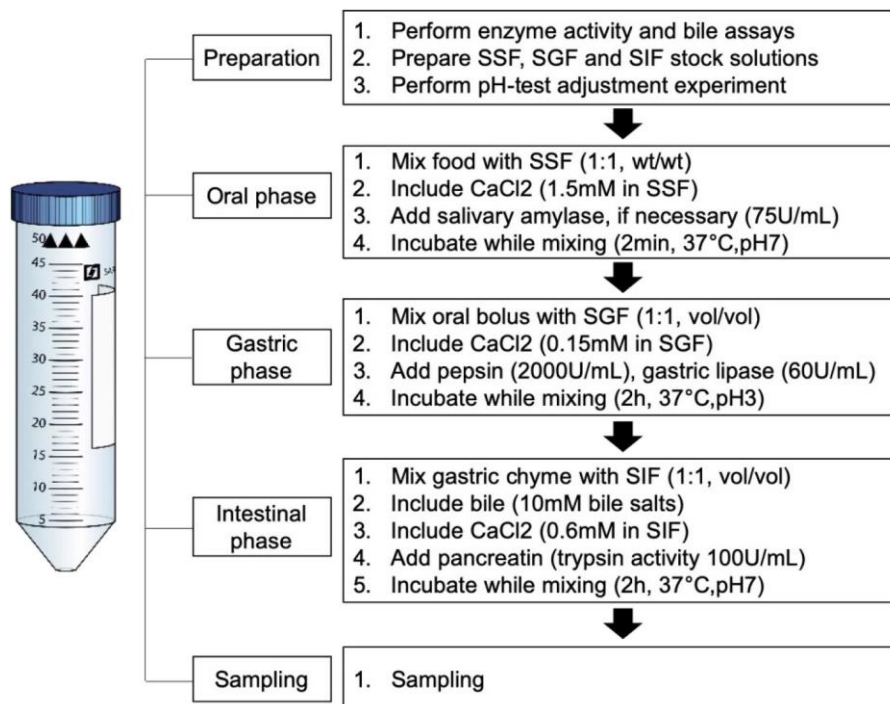 Preparation
1. Perform enzyme activity and bile assays
2. Prepare SSF, SGF and SIF stock solutions
3. Perform pH-test adjustment experiment
Oral phase
1. Mix food with SSF (1:1, wt/wt)
2. Include CaCl2 (1.5mM in SSF)
3. Add salivary amylase, if necessary (75U/mL)
4. Incubate while mixing (2min, 37°C,pH7)
Gastric
phase
1. Mix oral bolus with SGF (1:1, vol/vol)
2. Include CaCl2 (0.15mM in SGF)
3. Add pepsin (2000U/mL), gastric lipase (60U/mL)
4. Incubate while mixing (2h, 37°C,pH3)
Intestinal
phase
1. Mix gastric chyme with SIF (1:1, vol/vol)
2. Include bile (10mM bile salts)
3. Include CaCl2 (0.6mM in SIF)
4. Add pancreatin (trypsin activity 100U/mL)
5. Incubate while mixing (2h, 37°C,pH7)
Sampling
1. Sampling
50
45
40
35
30
25
20
15
10
5